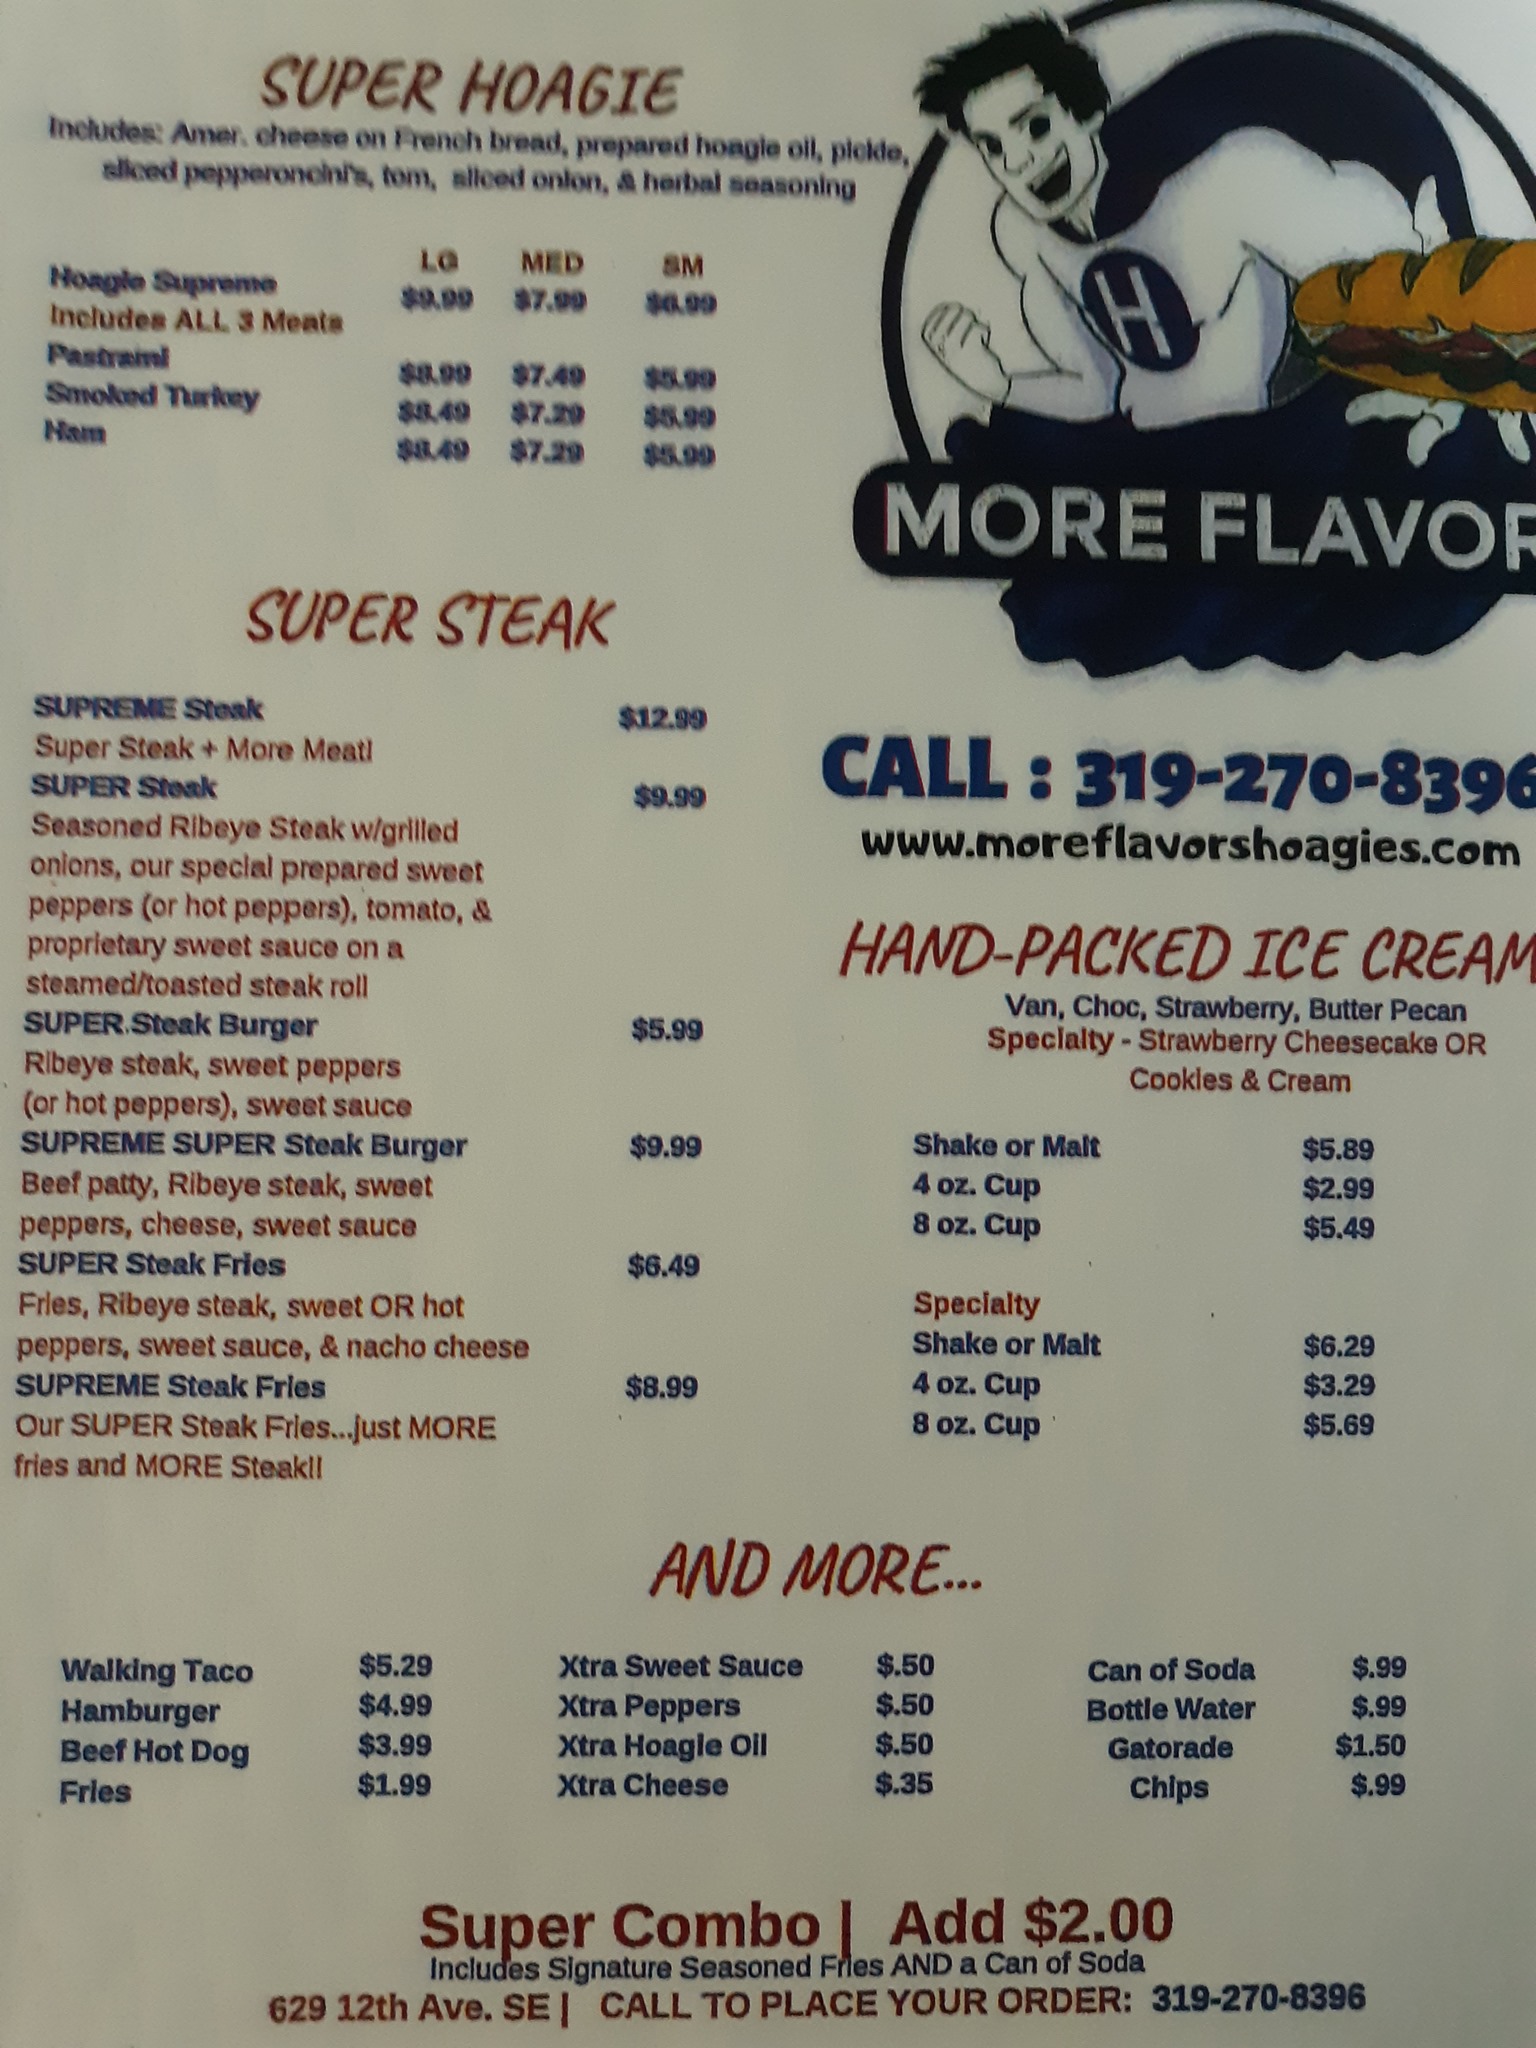 SUPER HOAGIE
Includes: Amer. cheese on French bread, prepared hoagie oil, pickle,
sliced pepperoncini's, tom, sliced onion, & herbal seasoning
LG MED SM
Hoagie Supreme $9.99 $7.99 $6.99
Includes ALL 3 Meats
Pastrami $8.99 $7.49 $5.99
Smoked Turkey $8.49 $7.29 $5.99
Ham $8.49 $7.29 $5.99
H
MORE FLAVOR
SUPER STEAK
SUPREME Steak $12.99
Super Steak + More Meat!
SUPER Steak $9.99
Seasoned Ribeye Steak w/grilled
onions, our special prepared sweet
peppers (or hot peppers), tomato, &
proprietary sweet sauce on a
steamed/toasted steak roll
SUPER Steak Burger $5.99
Ribeye steak, sweet peppers
(or hot peppers), sweet sauce
SUPREME SUPER Steak Burger $9.99
Beef patty, Ribeye steak, sweet
peppers, cheese, sweet sauce
SUPER Steak Fries $6.49
Fries, Ribeye steak, sweet OR hot
peppers, sweet sauce, & nacho cheese
SUPREME Steak Fries $8.99
Our SUPER Steak Fries...just MORE
fries and MORE Steak!!
CALL : 319-270-8396
www.moreflavorshoagies.com
HAND-PACKED ICE CREAM
Van, Choc, Strawberry, Butter Pecan
Specialty - Strawberry Cheesecake OR
Cookies & Cream
Shake or Malt $5.89
4 oz. Cup $2.99
8 oz. Cup $5.49
Specialty
Shake or Malt $6.29
4 oz. Cup $3.29
8 oz. Cup $5.69
AND MORE...
Walking Taco $5.29
Hamburger $4.99
Beef Hot Dog $3.99
Fries $1.99
Xtra Sweet Sauce $.50
Xtra Peppers $.50
Xtra Hoagie Oil $.50
Xtra Cheese $.35
Can of Soda $.99
Bottle Water $.99
Gatorade $1.50
Chips $.99
Super Combo | Add $2.00
Includes Signature Seasoned Fries AND a Can of Soda
629 12th Ave. SE | CALL TO PLACE YOUR ORDER: 319-270-8396